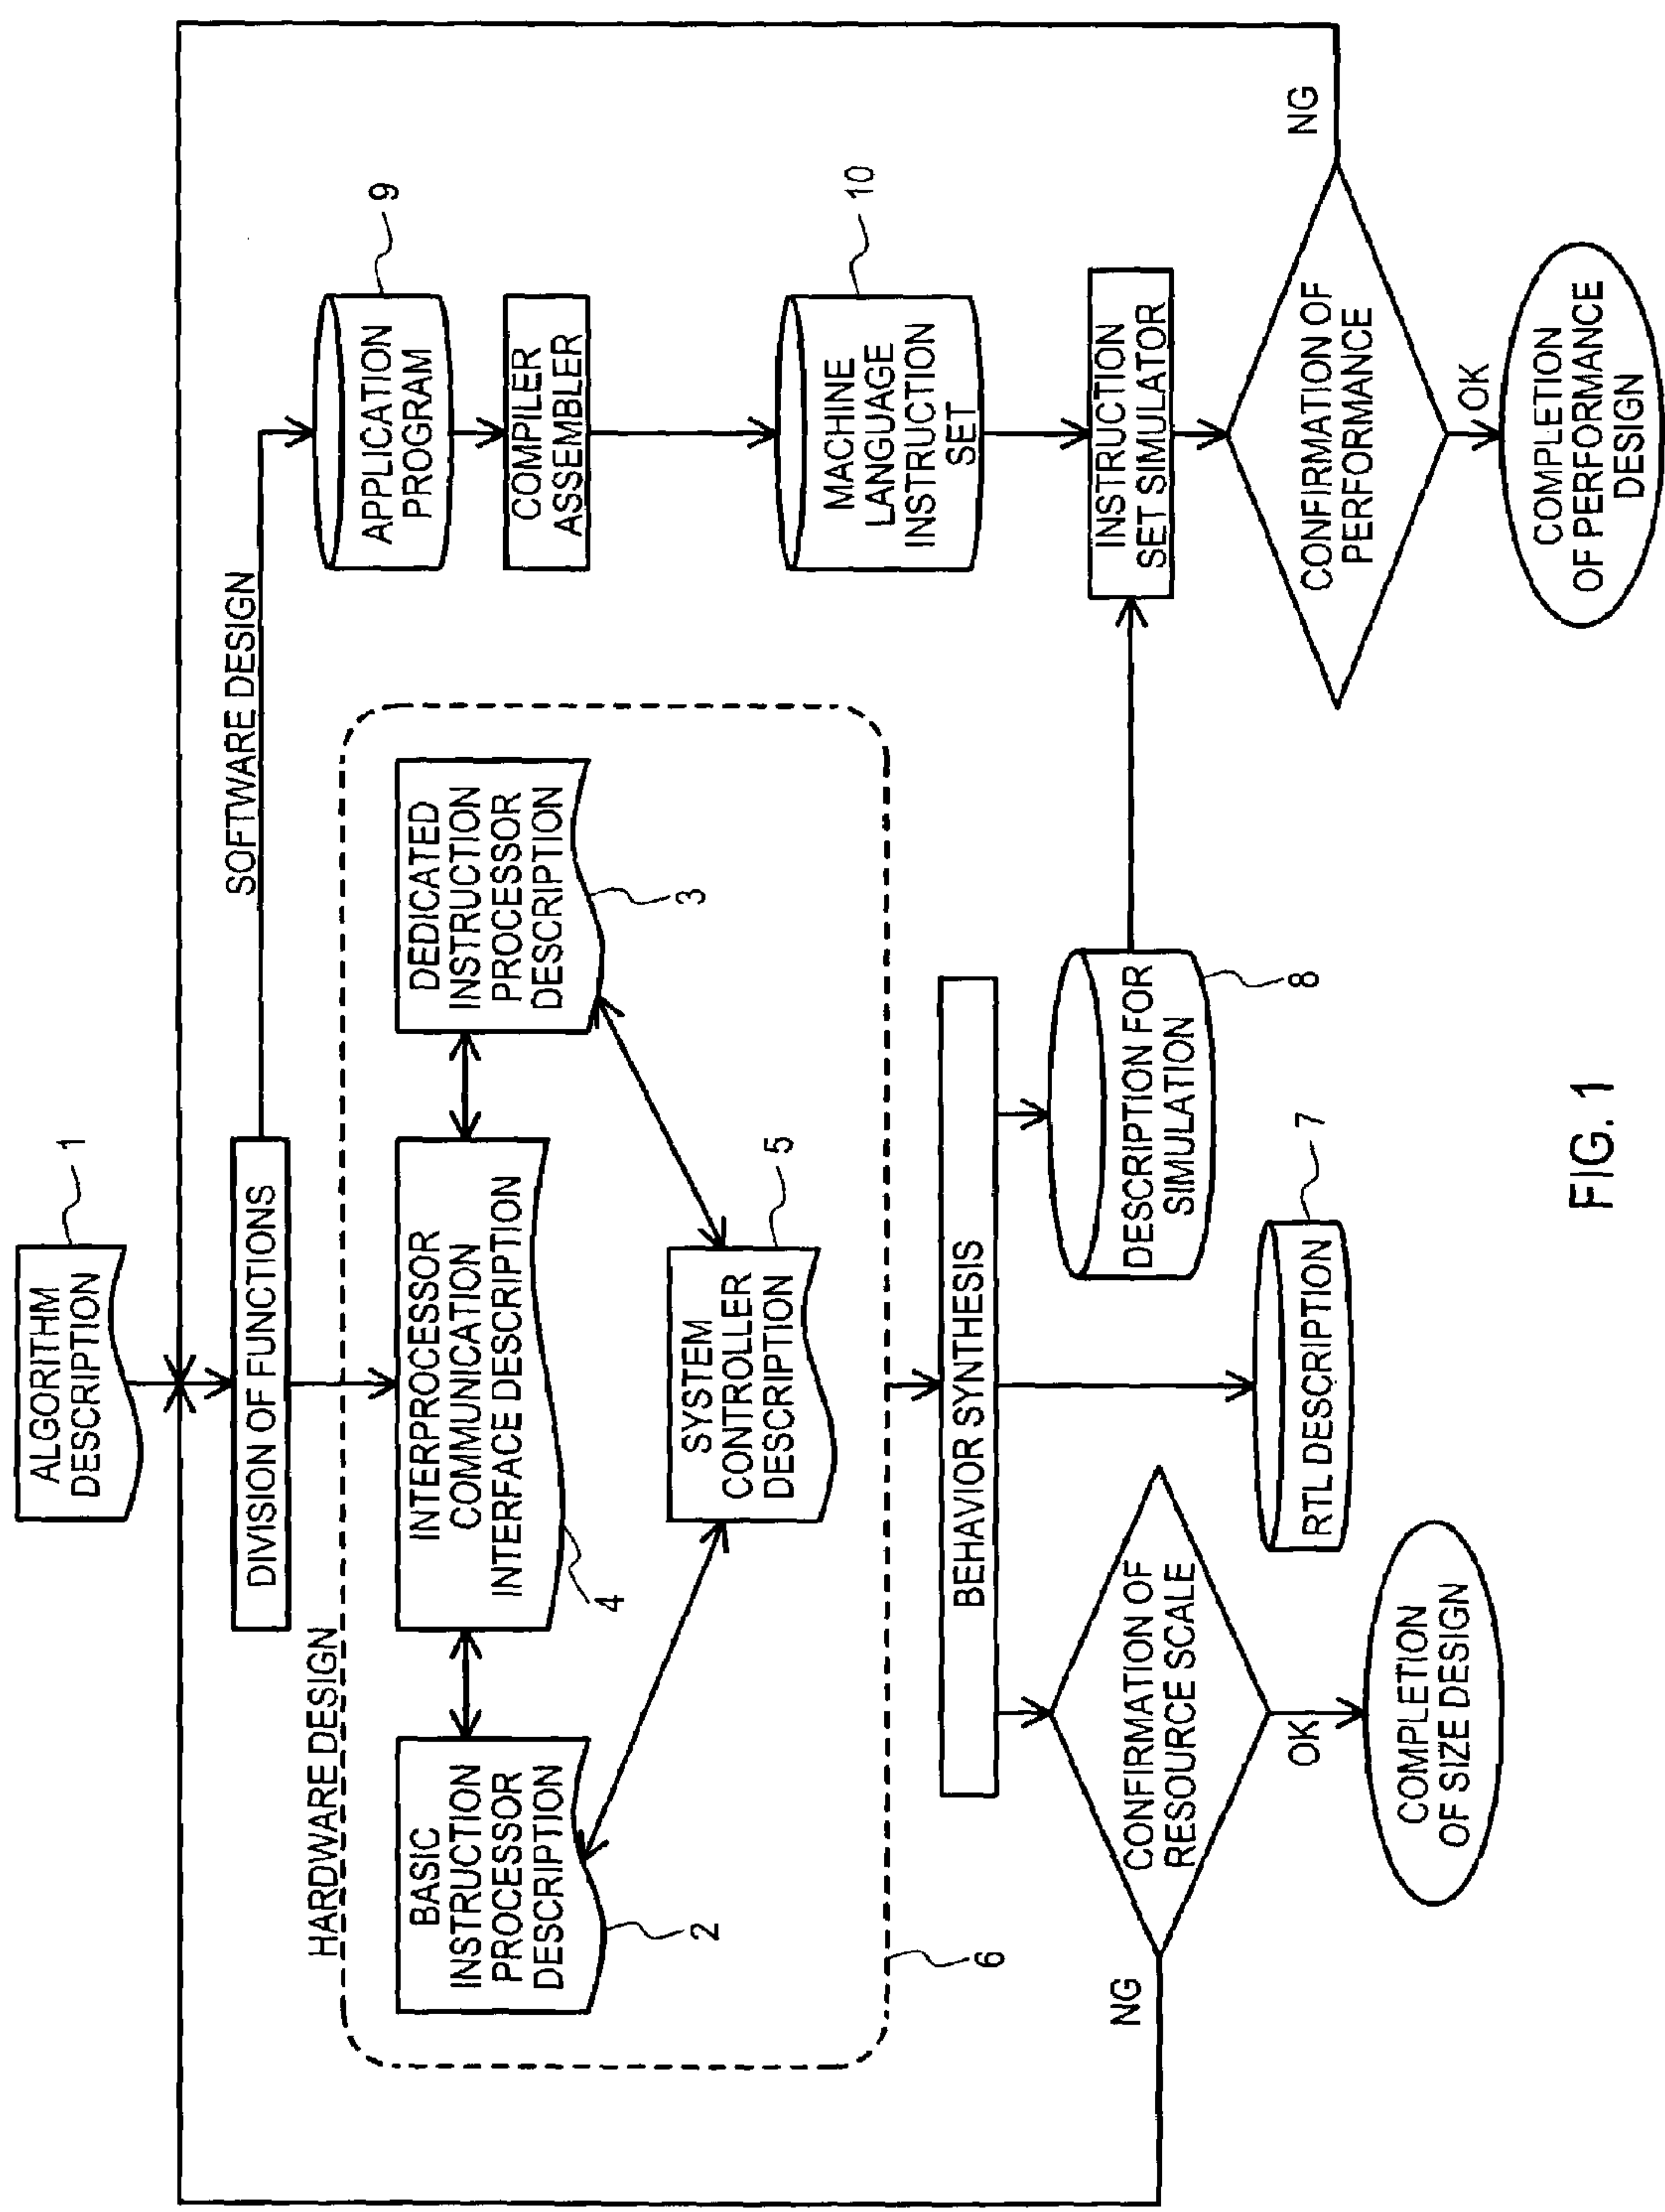 1
ALGORITHM
DESCRIPTION
DIVISION OF FUNCTIONS
SOFTWARE DESIGN
HARDWARE DESIGN
BASIC
INSTRUCTION
PROCESSOR
DESCRIPTION
2
INTERPROCESSOR
COMMUNICATION
INTERFACE DESCRIPTION
4
DEDICATED
INSTRUCTION
PROCESSOR
DESCRIPTION
3
SYSTEM
CONTROLLER
DESCRIPTION
5
6
9
APPLICATION
PROGRAM
COMPILER
ASSEMBLER
10
MACHINE
LANGUAGE
INSTRUCTION
SET
BEHAVIOR SYNTHESIS
NG
CONFIRMATION OF
RESOURCE SCALE
OK
COMPLETION
OF SIZE DESIGN
RTL DESCRIPTION
7
DESCRIPTION FOR
SIMULATION
8
INSTRUCTION
SET SIMULATOR
CONFIRMATION OF
PERFORMANCE
NG
OK
COMPLETION
OF PERFORMANCE
DESIGN
FIG. 1